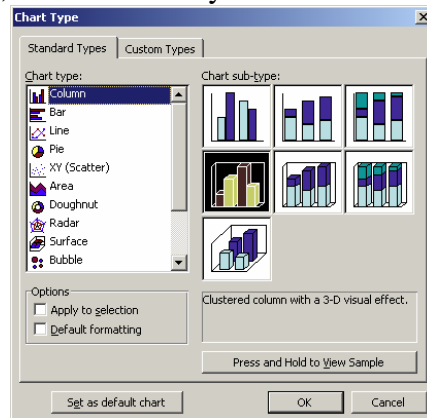 Chart Type
Standard Types Custom Types
Chart type:
Column
Bar
Line
Pie
XY (Scatter)
Area
Doughnut
Radar
Surface
Bubble
Chart sub-type:
Options
Apply to selection
Default formatting
Clustered column with a 3-D visual effect.
Press and Hold to View Sample
Set as default chart OK Cancel